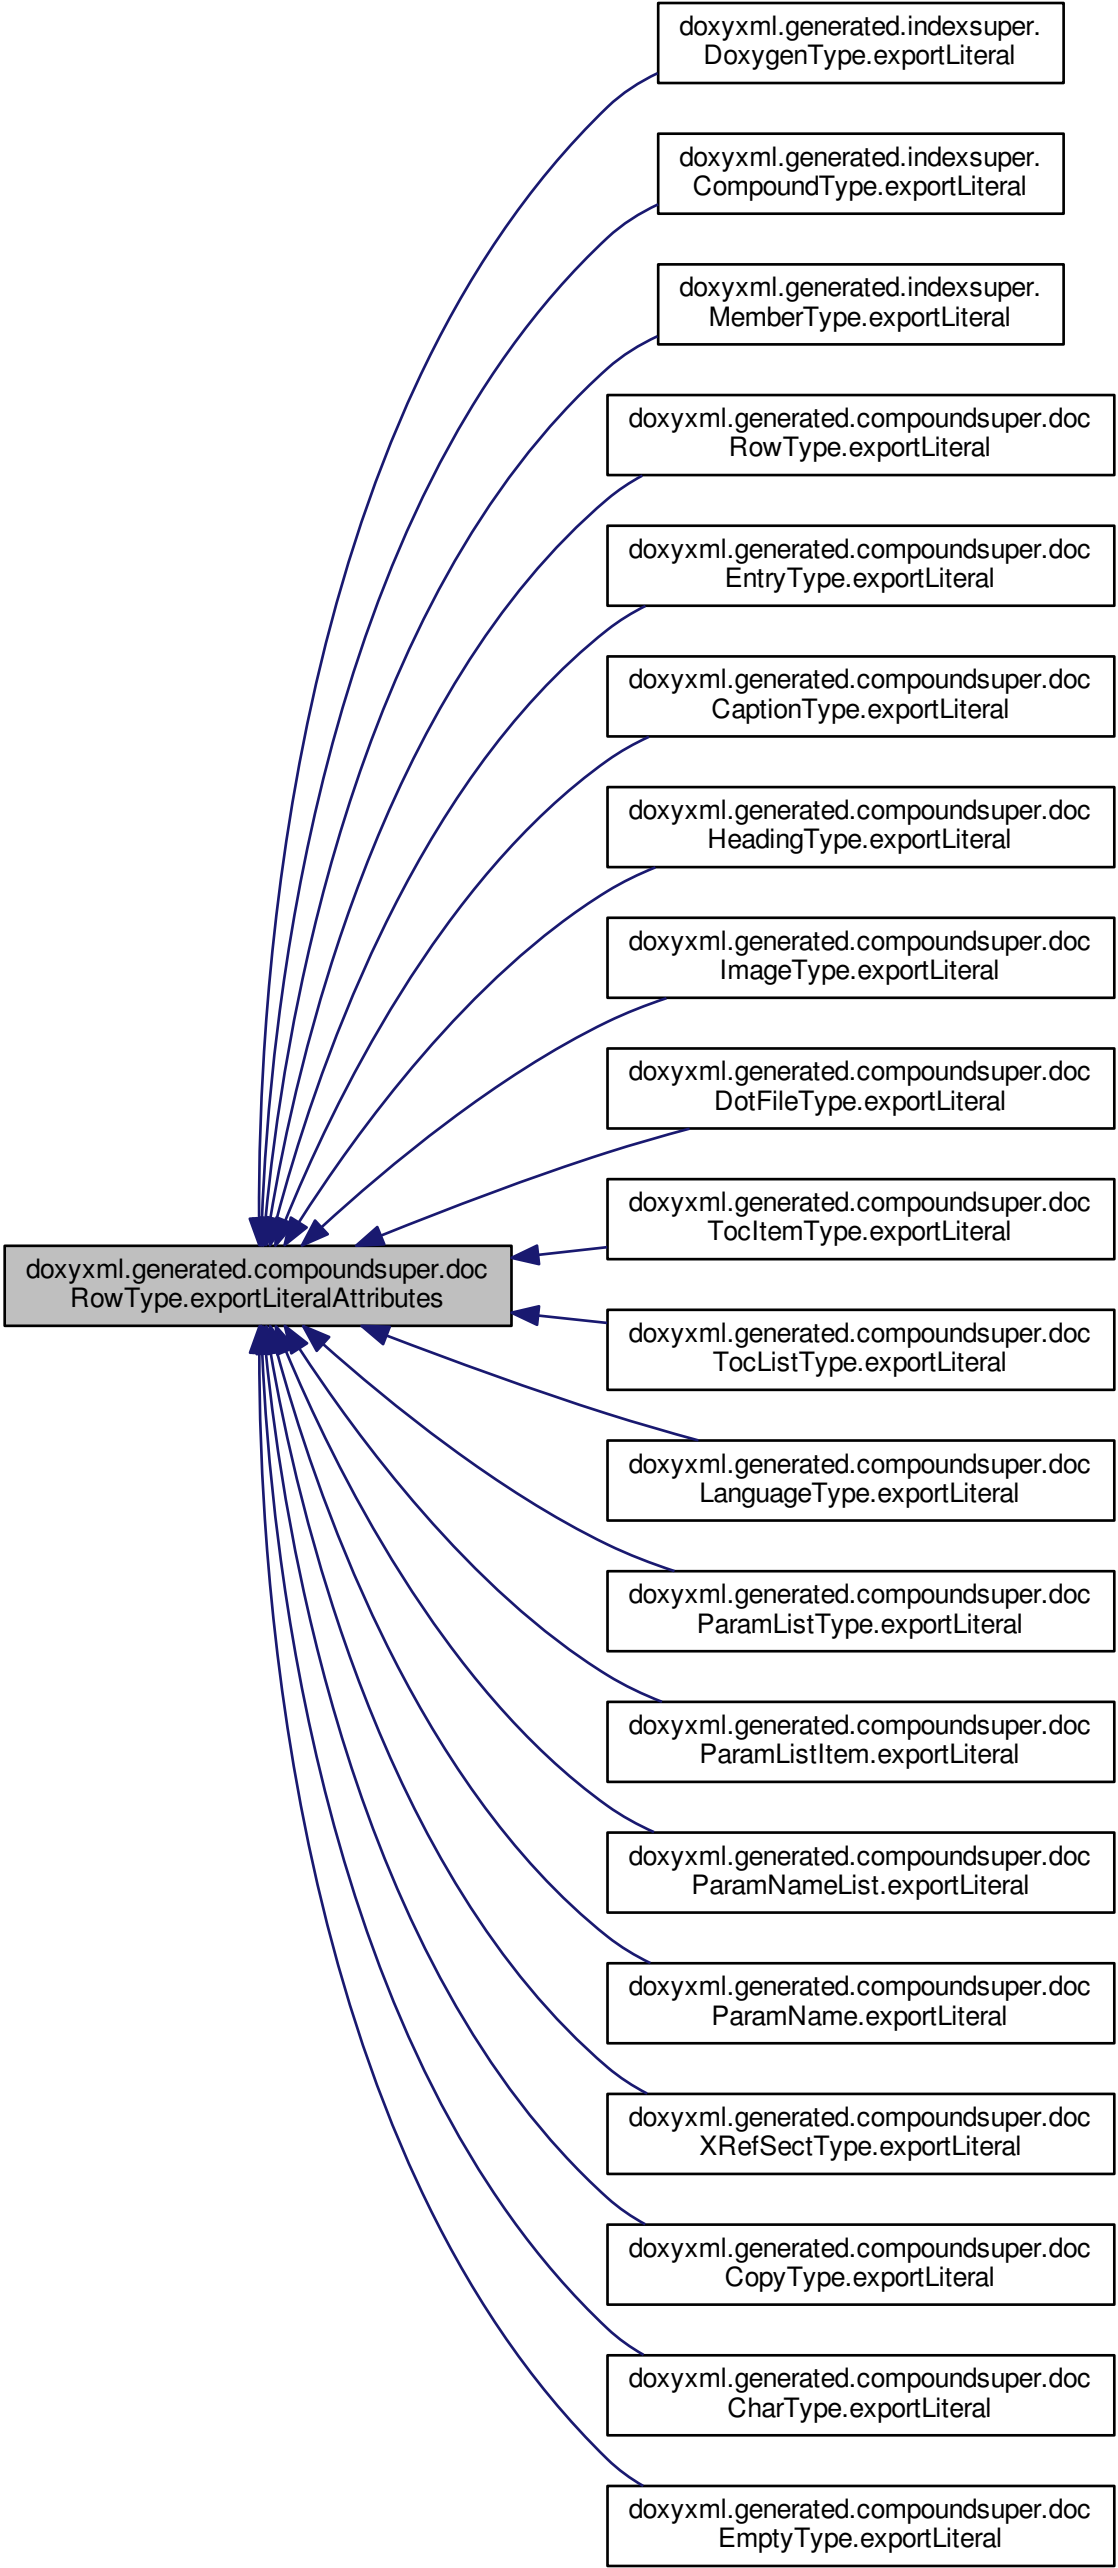 doxyxml.generated.indexsuper.
DoxygenType.exportLiteral
doxyxml.generated.indexsuper.
CompoundType.exportLiteral
doxyxml.generated.indexsuper.
MemberType.exportLiteral
doxyxml.generated.compoundsuper.doc
RowType.exportLiteral
doxyxml.generated.compoundsuper.doc
EntryType.exportLiteral
doxyxml.generated.compoundsuper.doc
CaptionType.exportLiteral
doxyxml.generated.compoundsuper.doc
HeadingType.exportLiteral
doxyxml.generated.compoundsuper.doc
ImageType.exportLiteral
doxyxml.generated.compoundsuper.doc
DotFileType.exportLiteral
doxyxml.generated.compoundsuper.doc
TocItemType.exportLiteral
doxyxml.generated.compoundsuper.doc
RowType.exportLiteralAttributes
doxyxml.generated.compoundsuper.doc
TocListType.exportLiteral
doxyxml.generated.compoundsuper.doc
LanguageType.exportLiteral
doxyxml.generated.compoundsuper.doc
ParamListType.exportLiteral
doxyxml.generated.compoundsuper.doc
ParamListItem.exportLiteral
doxyxml.generated.compoundsuper.doc
ParamNameList.exportLiteral
doxyxml.generated.compoundsuper.doc
ParamName.exportLiteral
doxyxml.generated.compoundsuper.doc
XRefSectType.exportLiteral
doxyxml.generated.compoundsuper.doc
CopyType.exportLiteral
doxyxml.generated.compoundsuper.doc
CharType.exportLiteral
doxyxml.generated.compoundsuper.doc
EmptyType.exportLiteral